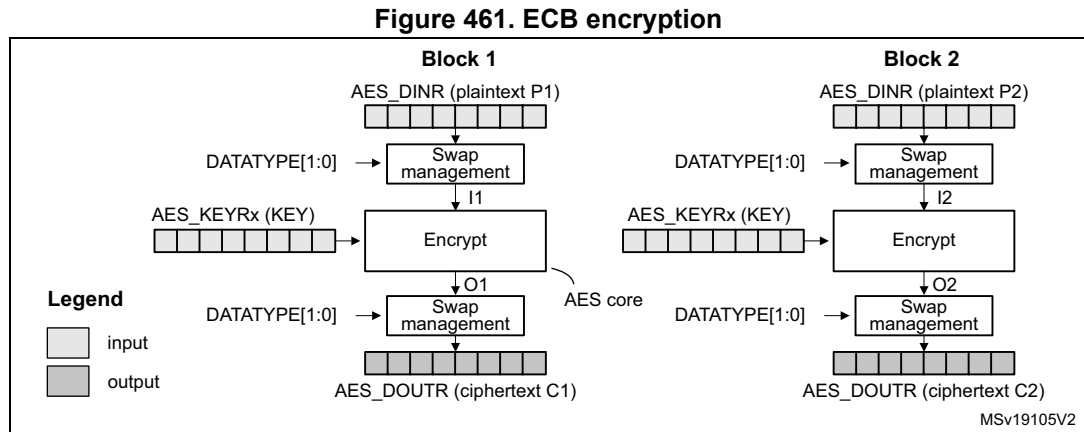 Figure 461. ECB encryption
Block 1
AES_DINR (plaintext P1)
DATATYPE[1:0]
Swap
management
I1
AES_KEYRx (KEY)
Encrypt
O1
AES core
DATATYPE[1:0]
Swap
management
AES_DOUTR (ciphertext C1)
Block 2
AES_DINR (plaintext P2)
DATATYPE[1:0]
Swap
management
I2
AES_KEYRx (KEY)
Encrypt
O2
DATATYPE[1:0]
Swap
management
AES_DOUTR (ciphertext C2)
Legend
input
output
MSv19105V2